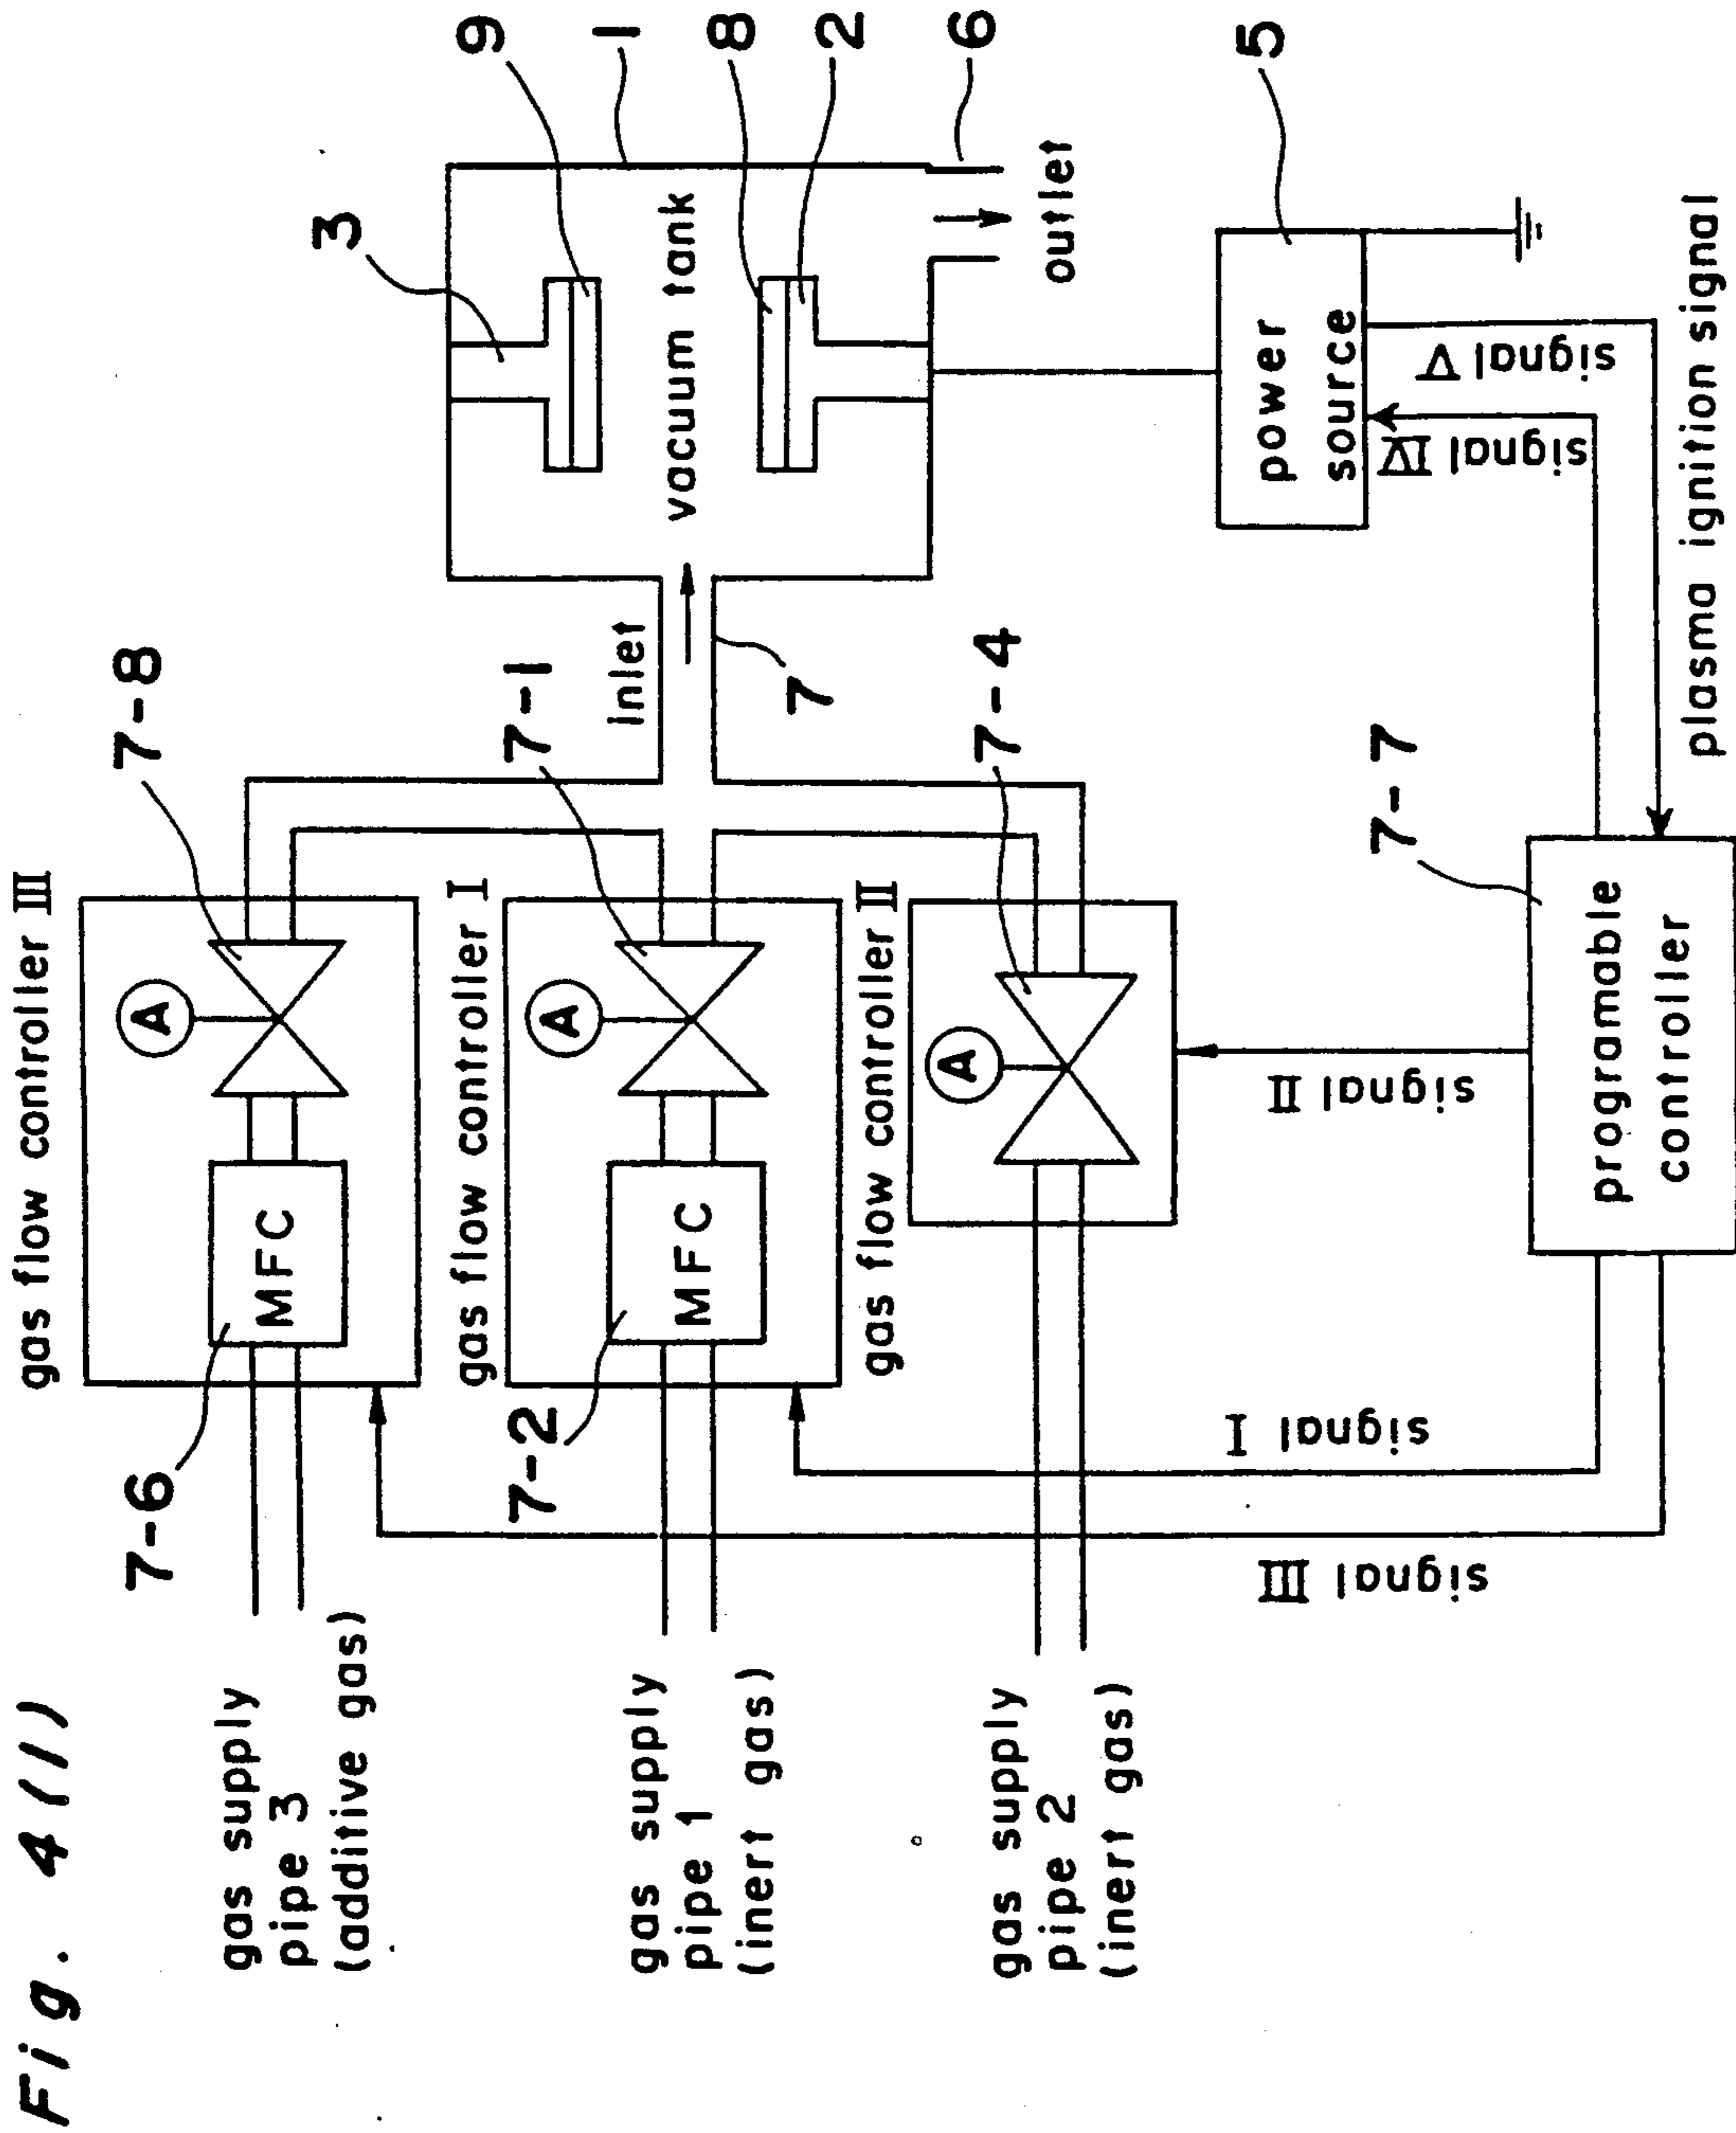 Fig. 4(II)
gas flow controller III
7-8
7-6
MFC
A
gas supply
pipe 3
(additive gas)
gas flow controller I
7-1
7-2
MFC
A
gas supply
pipe 1
(inert gas)
gas flow controller II
7-4
A
gas supply
pipe 2
(inert gas)
inlet
7
3
9
1
8
2
6
vacuum tank
outlet
5
power
source
signal IV
signal V
plasma ignition signal
signal II
signal I
signal III
7-7
programable
controller